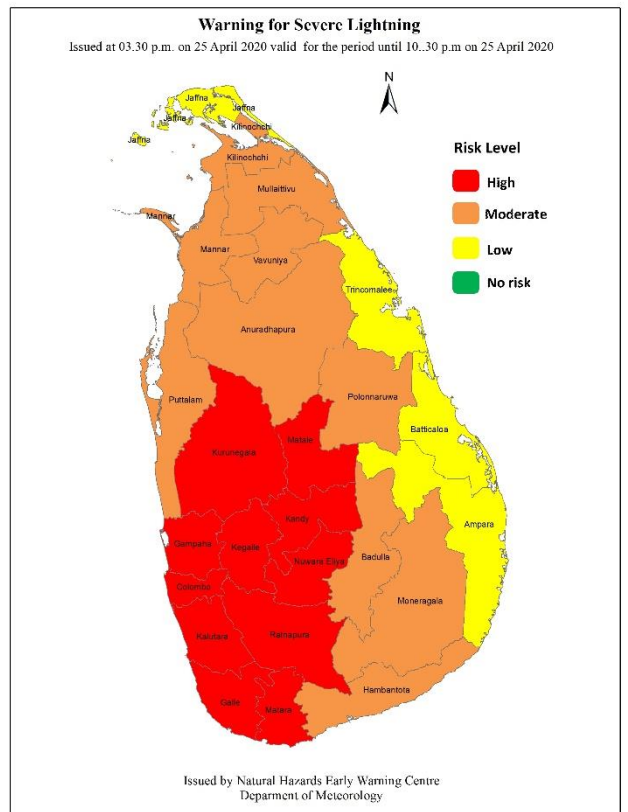 Warning for Severe Lightning
Issued at 03.30 p.m. on 25 April 2020 valid for the period until 10..30 p.m on 25 April 2020
N
Risk Level
High
Moderate
Low
No risk
Jaffna
Jaffna
Jaffna
Jaffna
Kilinochchi
Kilinochchi
Mullaittivu
Mannar
Mannar
Vavuniya
Trincomalee
Anuradhapura
Puttalam
Polonnaruwa
Batticaloa
Kurunegala
Matale
Kandy
Ampara
Gampaha
Kegalle
Nuwara Eliya
Badulla
Colombo
Moneragala
Kalutara
Ratnapura
Hambantota
Galle
Matara
Issued by Natural Hazards Early Warning Centre
Deparment of Meteorology